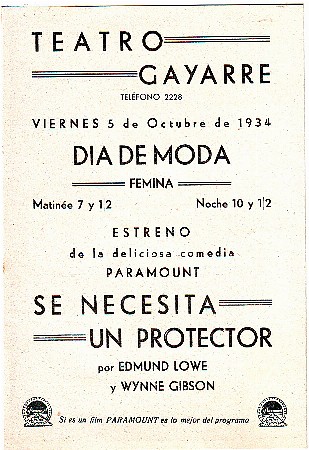 TEATRO
GAYARRE
TELÉFONO 2228
VIERNES 5 de Octubre de 1934
DIA DE MODA
FEMINA
Matinée 7 y 1/2 Noche 10 y 1/2
ESTRENO
de la deliciosa comedia
PARAMOUNT
SE NECESITA
UN PROTECTOR
por EDMUND LOWE
y WYNNE GIBSON
Si es un film PARAMOUNT es lo mejor del programa